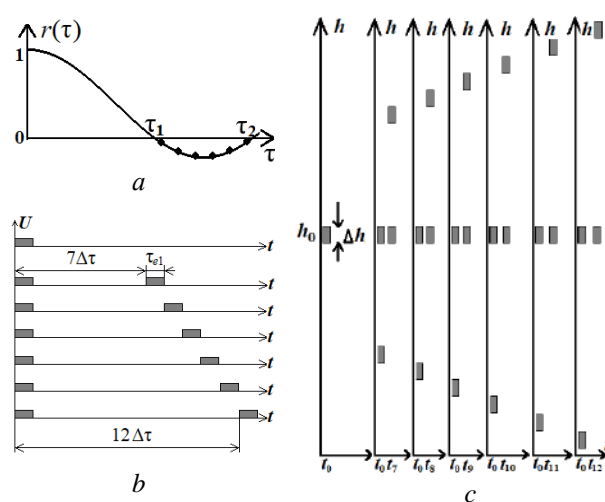 r(τ)
1
0
τ₁
τ₂
τ
a
U
t
7Δτ
τₑ₁
t
t
t
t
t
t
12Δτ
b
h h h h h h h
h₀
Δh
t₀ t₀ t₇ t₀ t₈ t₀ t₉ t₀ t₁₀ t₀ t₁₁ t₀ t₁₂
c